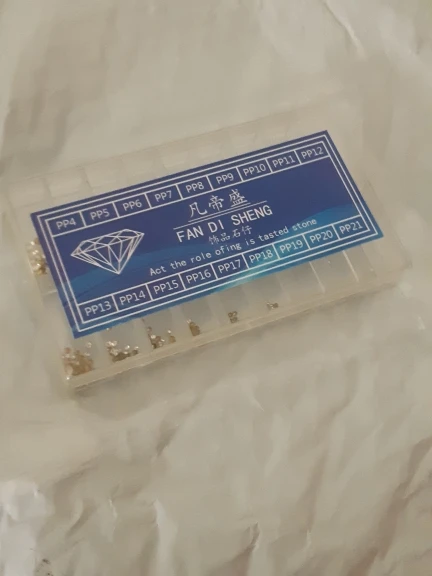 PP4 PP5 PP6 PP7 PP8 PP9 PP10 PP11 PP12
凡帝盛
FAN DI SHENG
饰品石仔
Act the role ofing is tasted stone
PP13 PP14 PP15 PP16 PP17 PP18 PP19 PP20 PP21